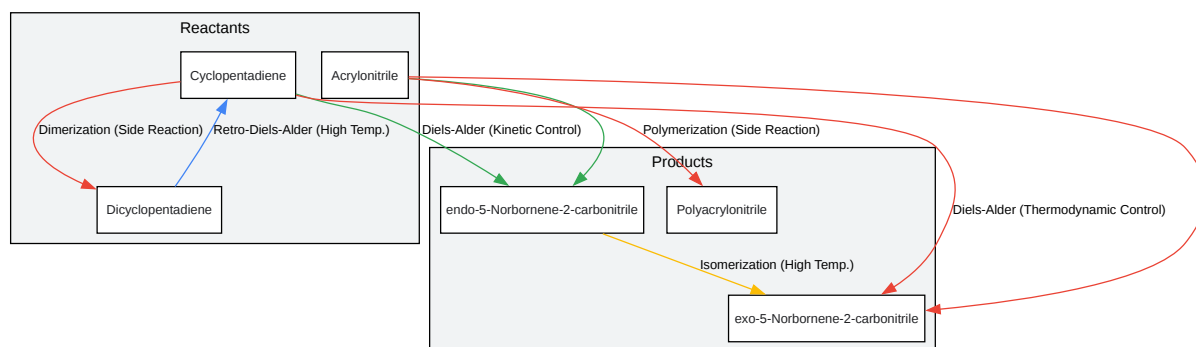 Reactants
Cyclopentadiene
Acrylonitrile
Dimerization (Side Reaction)
Retro-Diels-Alder (High Temp.)
Diels-Alder (Kinetic Control)
Polymerization (Side Reaction)
Products
Dicyclopentadiene
endo-5-Norbornene-2-carbonitrile
Polyacrylonitrile
Diels-Alder (Thermodynamic Control)
Isomerization (High Temp.)
exo-5-Norbornene-2-carbonitrile